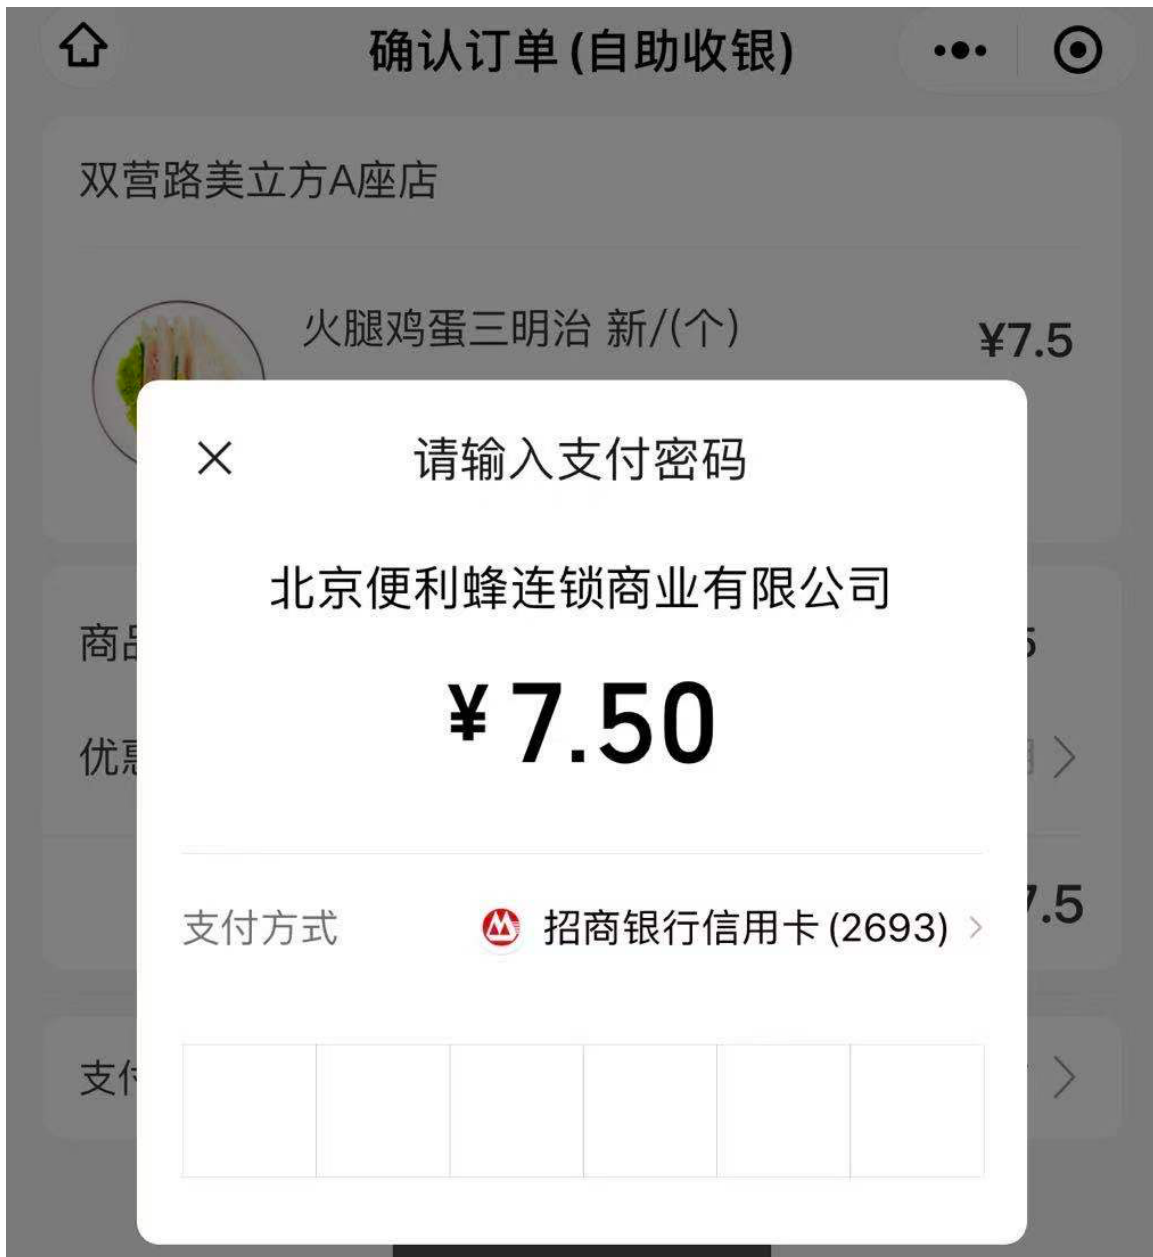 确认订单(自助收银)
双营路美立方A座店
火腿鸡蛋三明治 新/(个)
¥7.5
请输入支付密码
北京便利蜂连锁商业有限公司
¥7.50
支付方式
招商银行信用卡(2693)